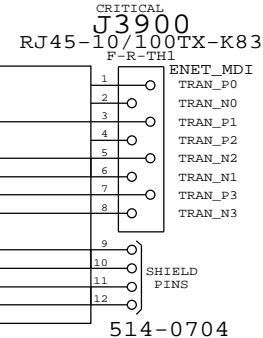 CRITICAL
J3900
RJ45-10/100TX-K83
F-R-TH1
ENET_MDI
1 TRAN_P0
2 TRAN_N0
3 TRAN_P1
4 TRAN_P2
5 TRAN_N2
6 TRAN_N1
7 TRAN_P3
8 TRAN_N3
9
10
SHIELD
11
PINS
12
514-0704